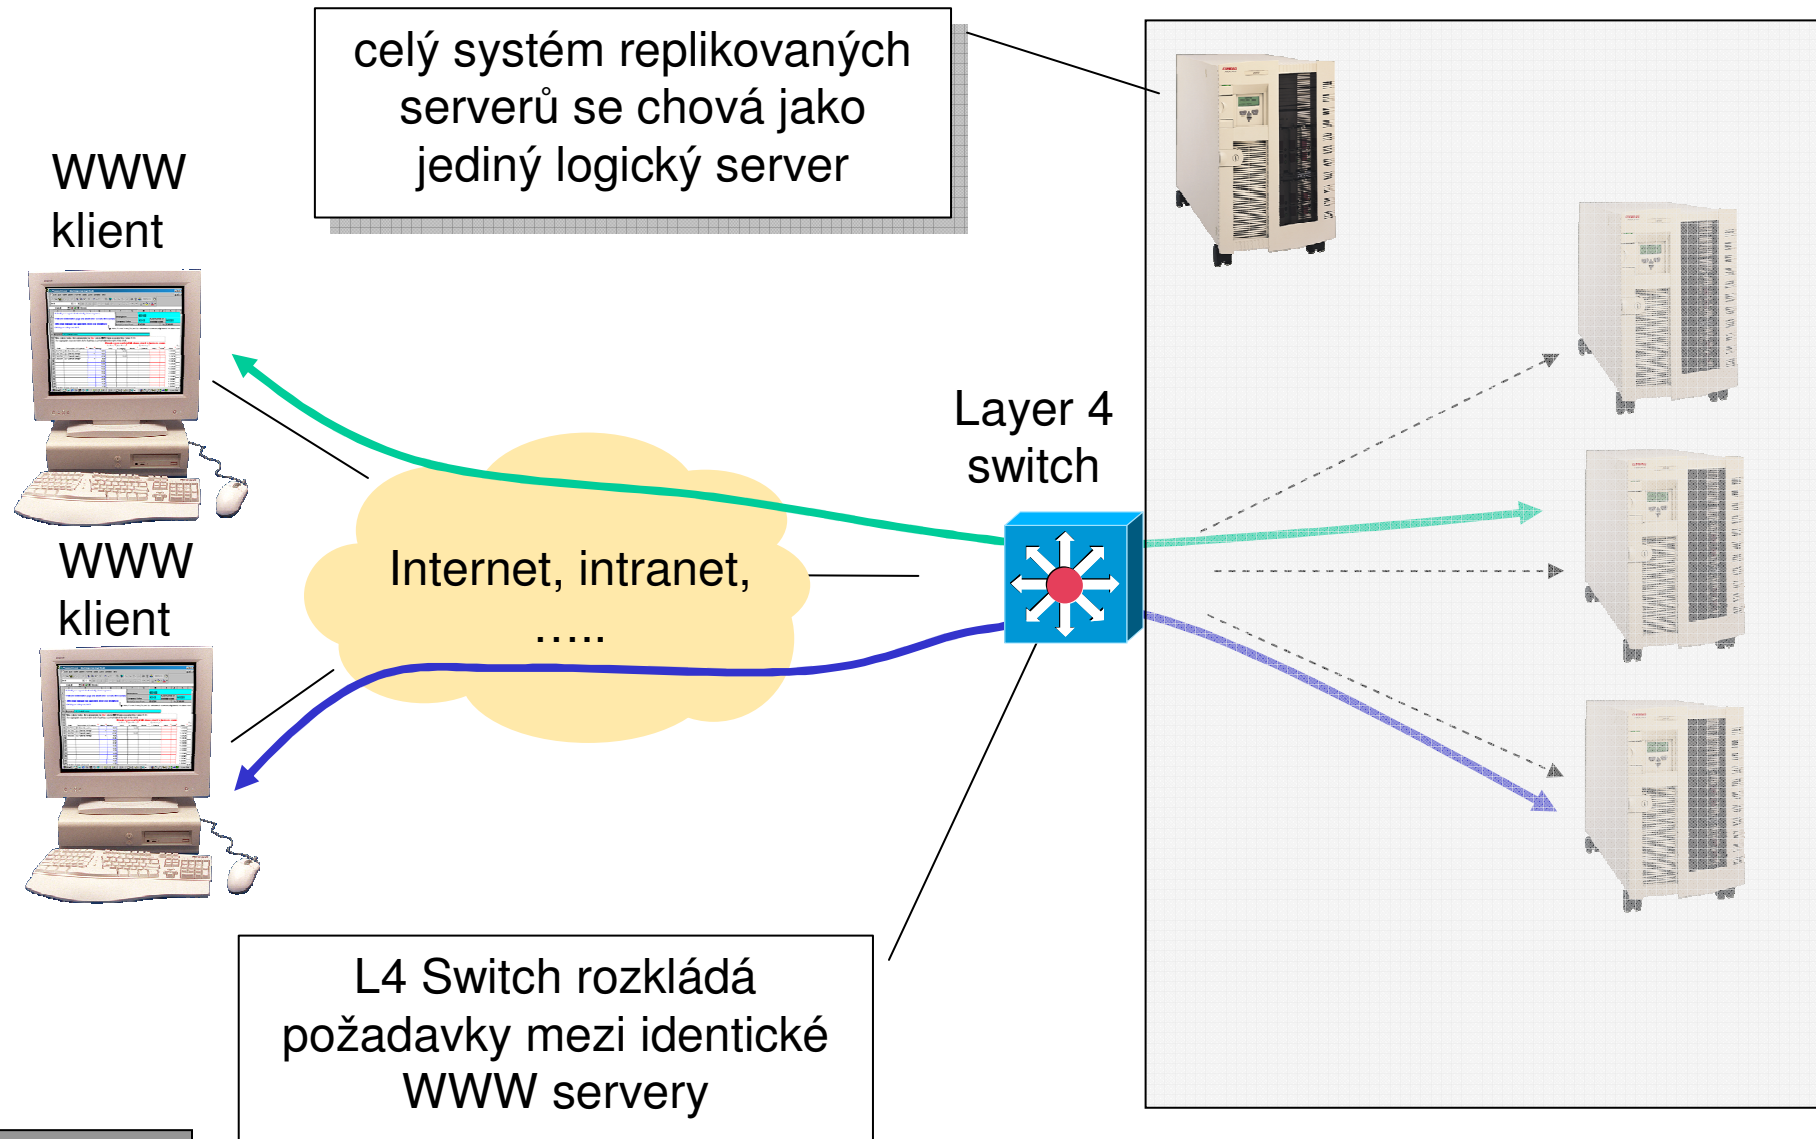 celý systém replikovaných
serverů se chová jako
jediný logický server
WWW
klient
Layer 4
switch
WWW
klient
Internet, intranet,
…..
L4 Switch rozkládá
požadavky mezi identické
WWW servery